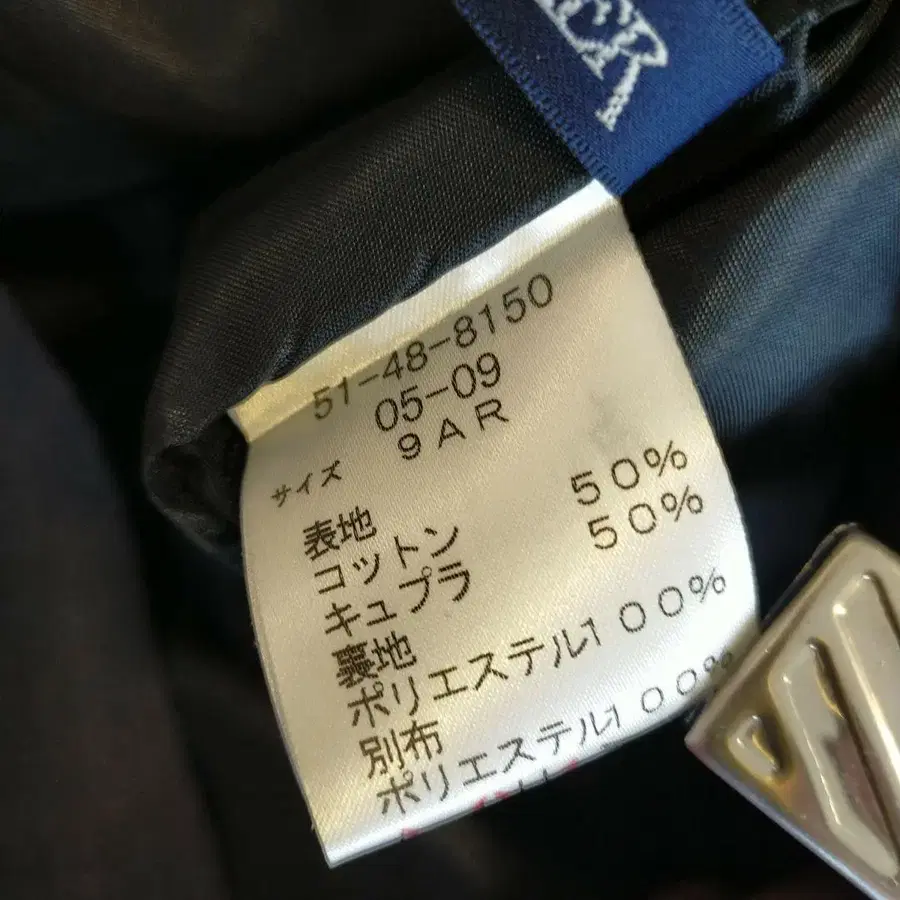 51-48-8150
05-09
サイズ 9AR
表地
コットン 50%
キュプラ 50%
裏地
ポリエステル100%
別布
ポリエステル100%